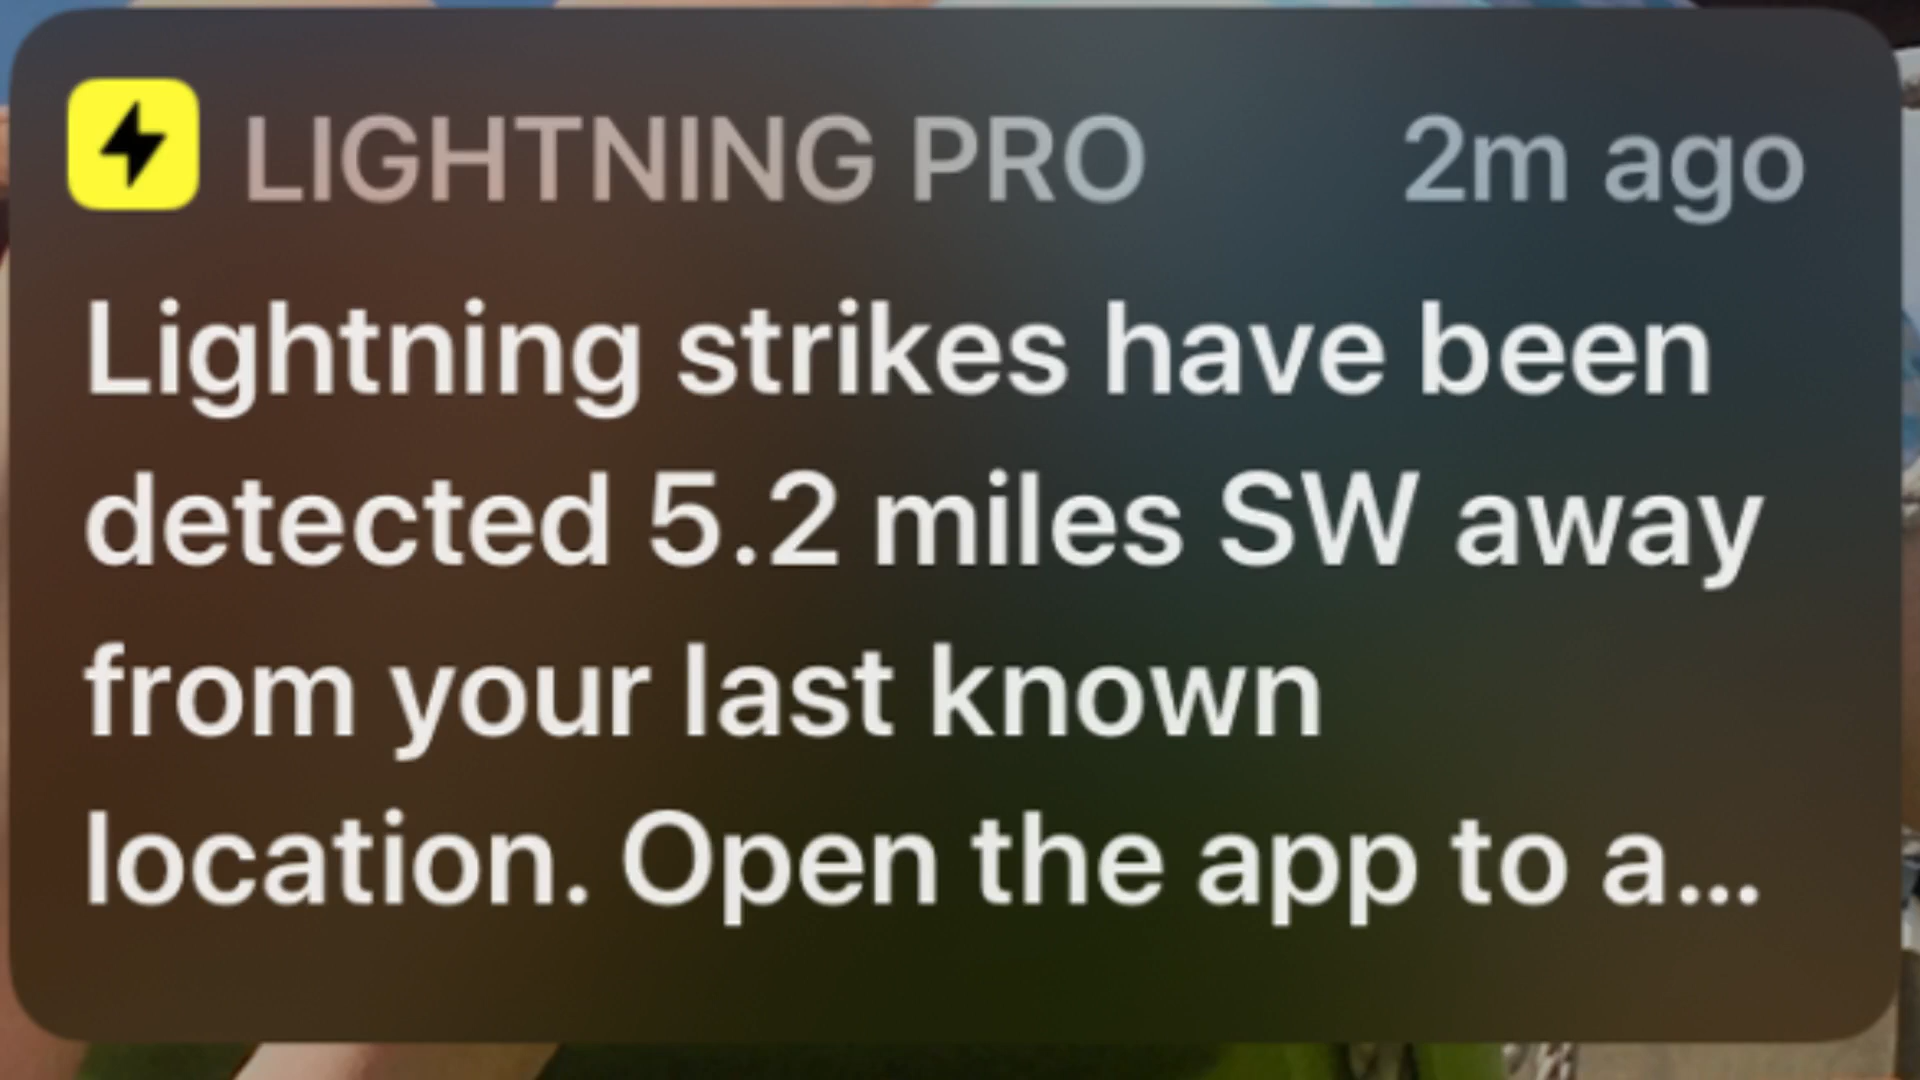 LIGHTNING PRO 2m ago
Lightning strikes have been
detected 5.2 miles SW away
from your last known
location. Open the app to a...